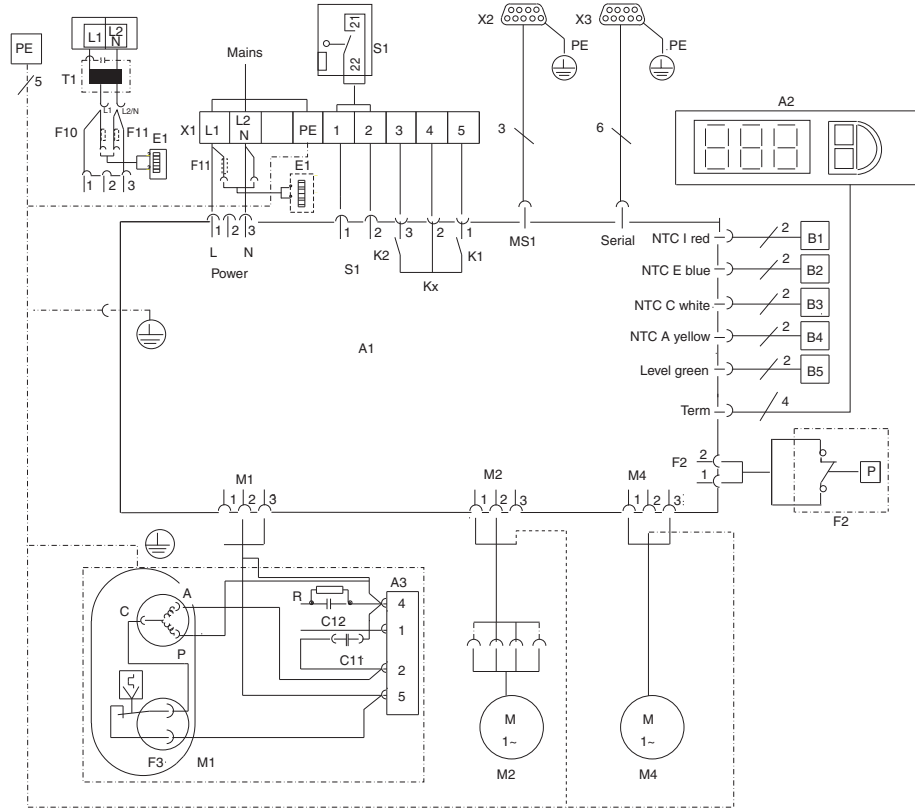 X2
X3
L1 L2
N
21
PE
S1
PE
PE
Mains
22
5
T1
A2
L1 L2/N
X1 L1 L2
N PE 1 2 3 4 5
3
6
F10 F11 E1
F11 E1
1 2 3
1 2 3
1 2 3 2 1
MS1 Serial
NTC I red 2 B1
L N
S1 K2 K1
Power
Kx
NTC E blue 2 B2
NTC C white 2 B3
NTC A yellow 2 B4
A1
Level green 2 B5
Term 4
F2 2
1
P
F2
M1 M2 M4
1 2 3 1 2 3 1 2 3
A3
R 4
A
C
C12 1
P
C11 2
5
M
1~
M
1~
F3 M1
M2 M4